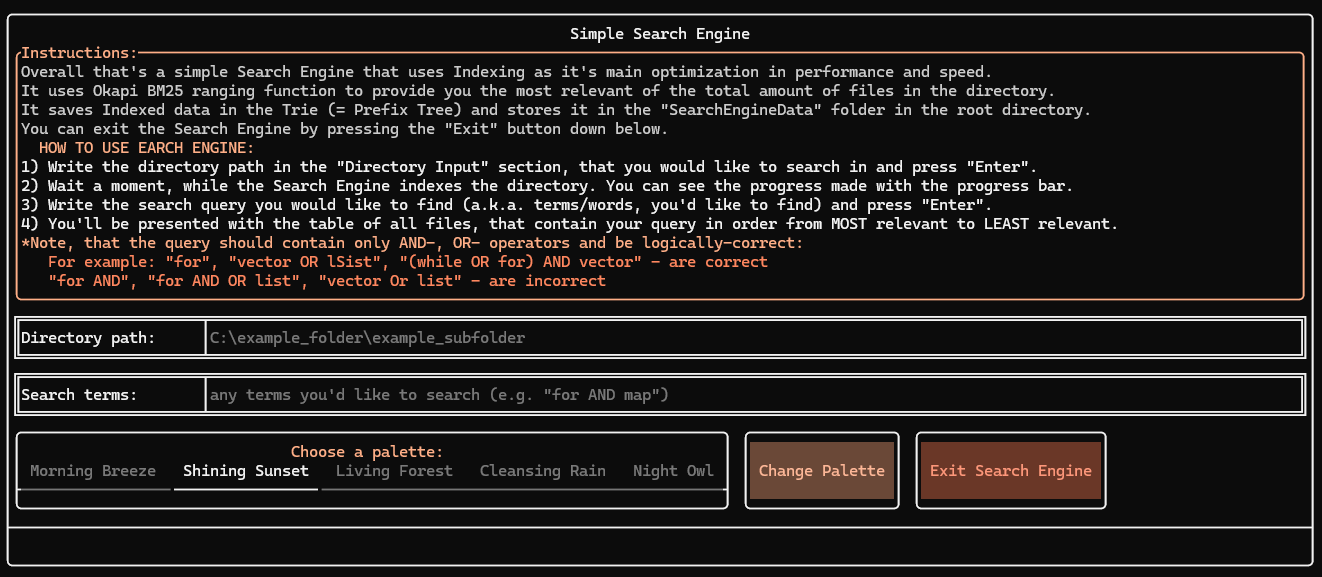 Simple Search Engine
Instructions:
Overall that's a simple Search Engine that uses Indexing as it's main optimization in performance and speed.
It uses Okapi BM25 ranging function to provide you the most relevant of the total amount of files in the directory.
It saves Indexed data in the Trie (= Prefix Tree) and stores it in the "SearchEngineData" folder in the root directory.
You can exit the Search Engine by pressing the "Exit" button down below.
HOW TO USE EARCH ENGINE:
1) Write the directory path in the "Directory Input" section, that you would like to search in and press "Enter".
2) Wait a moment, while the Search Engine indexes the directory. You can see the progress made with the progress bar.
3) Write the search query you would like to find (a.k.a. terms/words, you'd like to find) and press "Enter".
4) You'll be presented with the table of all files, that contain your query in order from MOST relevant to LEAST relevant.
*Note, that the query should contain only AND-, OR- operators and be logically-correct:
For example: "for", "vector OR lSist", "(while OR for) AND vector" - are correct
"for AND", "for AND OR list", "vector Or list" - are incorrect
Directory path: C:\example_folder\example_subfolder
Search terms: any terms you'd like to search (e.g. "for AND map")
Choose a palette:
Morning Breeze Shining Sunset Living Forest Cleansing Rain Night Owl Change Palette Exit Search Engine